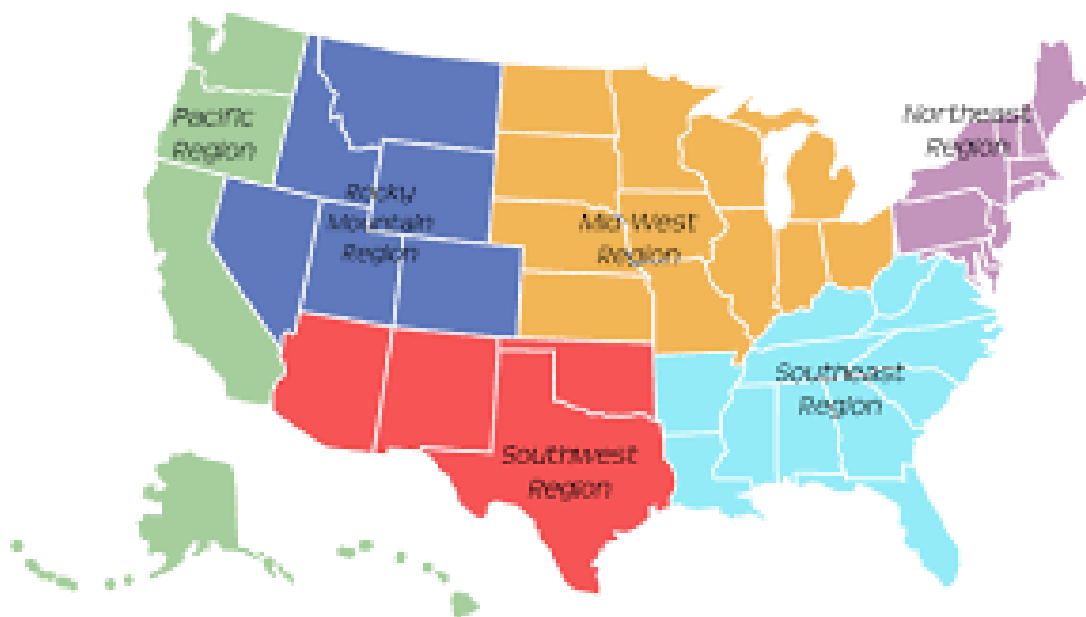 Pacific
Region
Rocky
Mountain
Region
Mid-West
Region
Northeast
Region
Southeast
Region
Southwest
Region